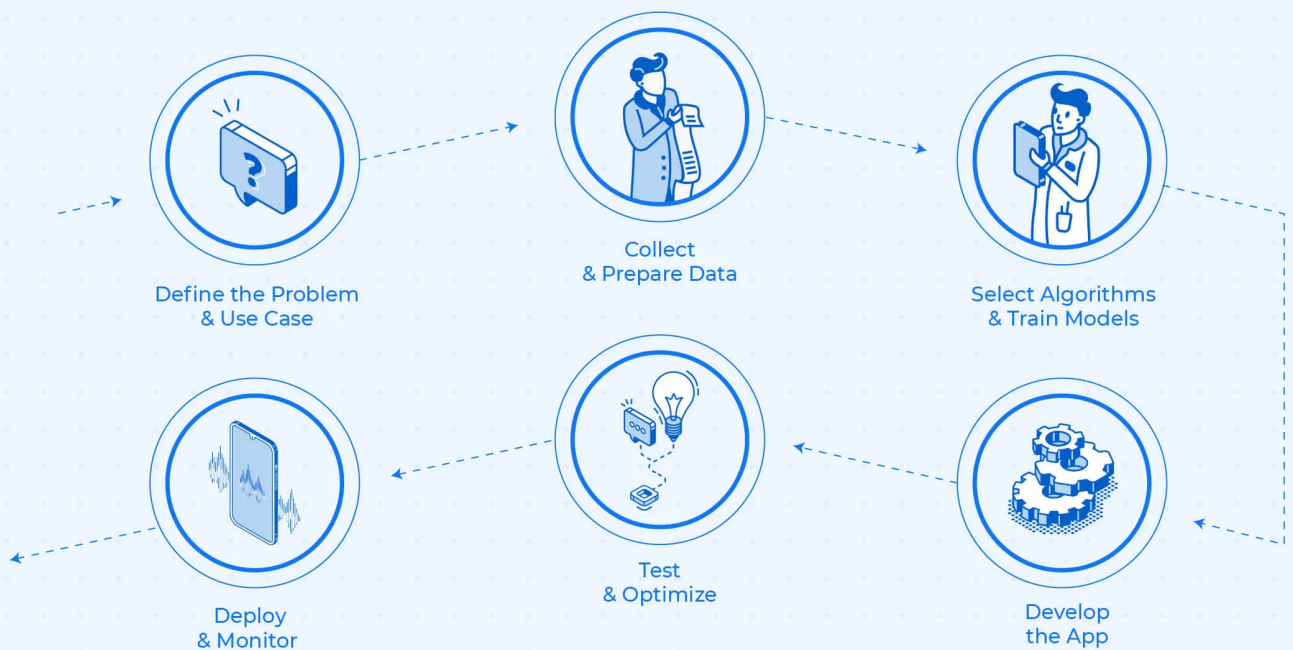 Define the Problem
& Use Case
Collect
& Prepare Data
Select Algorithms
& Train Models
Develop
the App
Test
& Optimize
Deploy
& Monitor
?